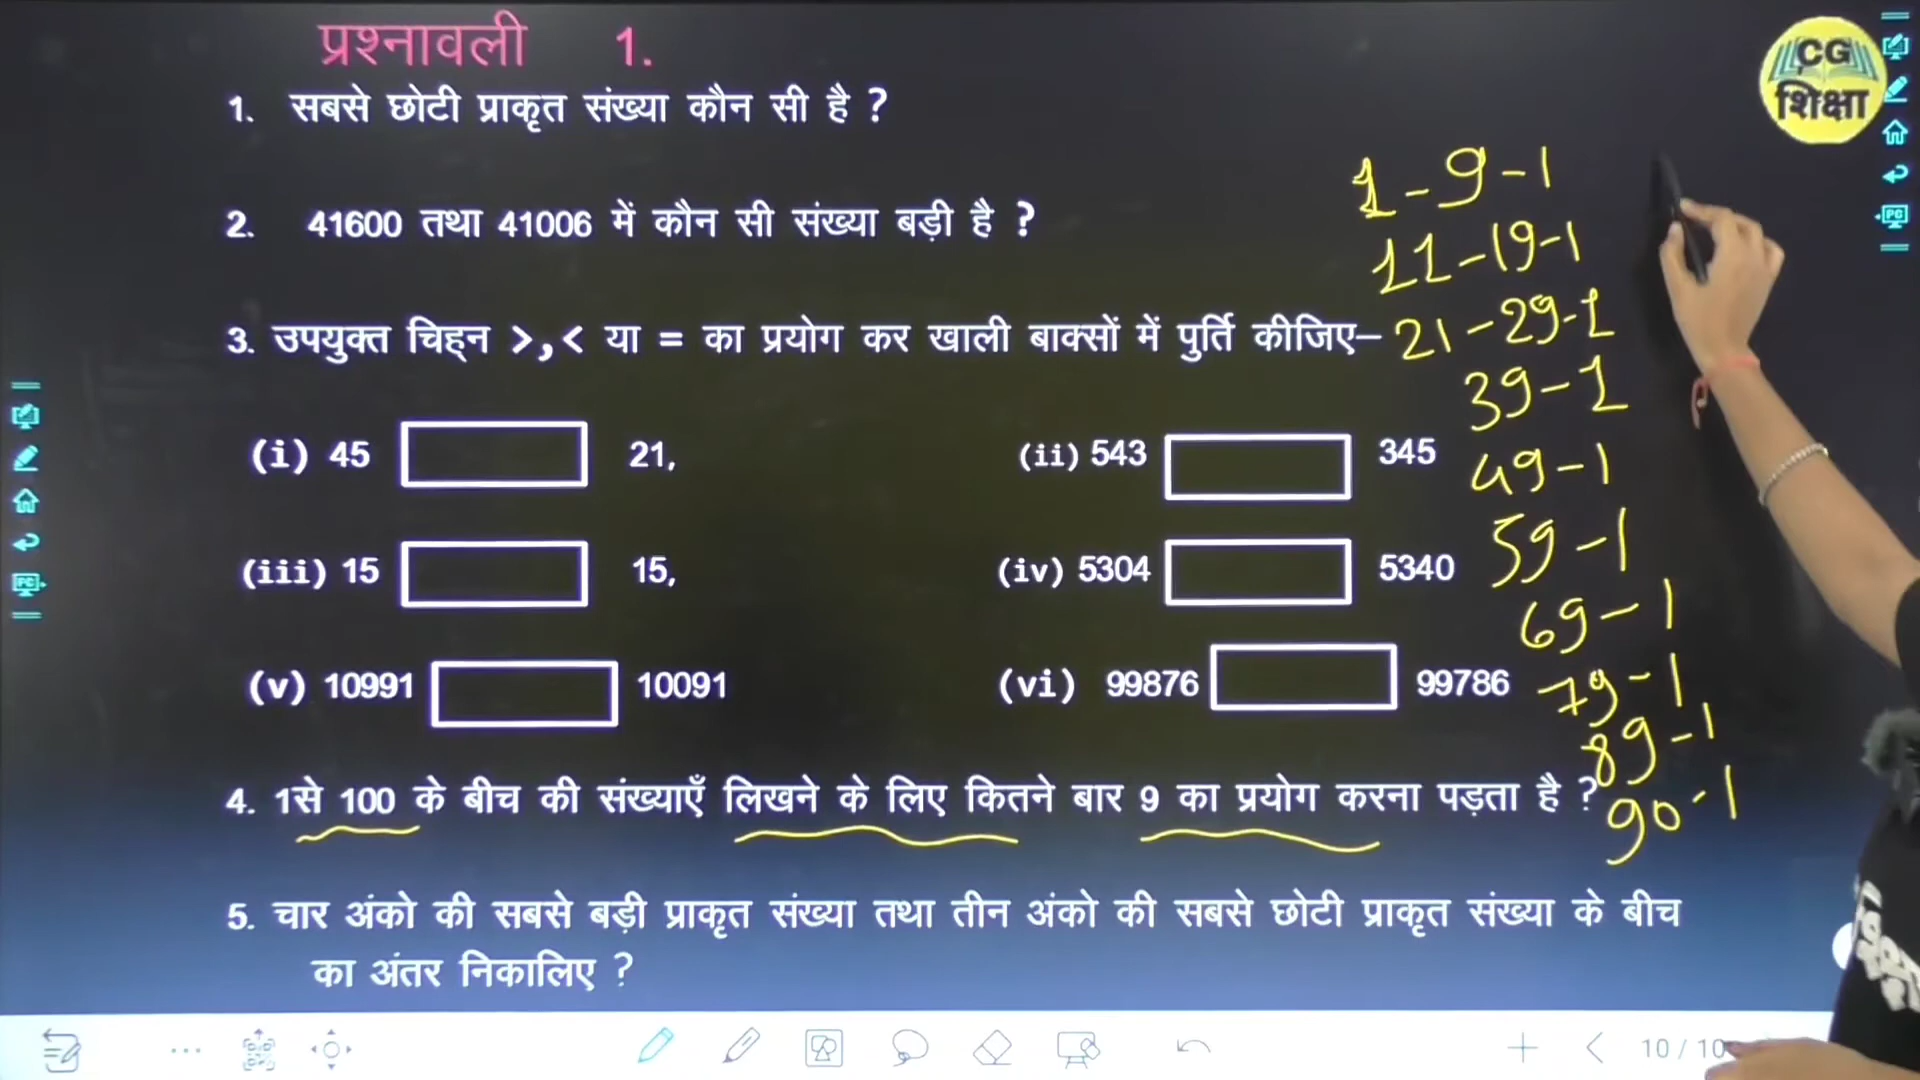 प्रश्नावली 1.
CG
शिक्षा
1. सबसे छोटी प्राकृत संख्या कौन सी है ?
2. 41600 तथा 41006 में कौन सी संख्या बड़ी है ?
3. उपयुक्त चिह्न >,< या = का प्रयोग कर खाली बाक्सों में पुर्ति कीजिए–
(i) 45 21,
(ii) 543 345
(iii) 15 15,
(iv) 5304 5340
(v) 10991 10091
(vi) 99876 99786
4. 1से 100 के बीच की संख्याएँ लिखने के लिए कितने बार 9 का प्रयोग करना पड़ता है ?
5. चार अंको की सबसे बड़ी प्राकृत संख्या तथा तीन अंको की सबसे छोटी प्राकृत संख्या के बीच
का अंतर निकालिए ?
1-9-1
11-19-1
21-29-1
39-1
49-1
59-1
69-1
79-1
89-1
90-1
10 / 10